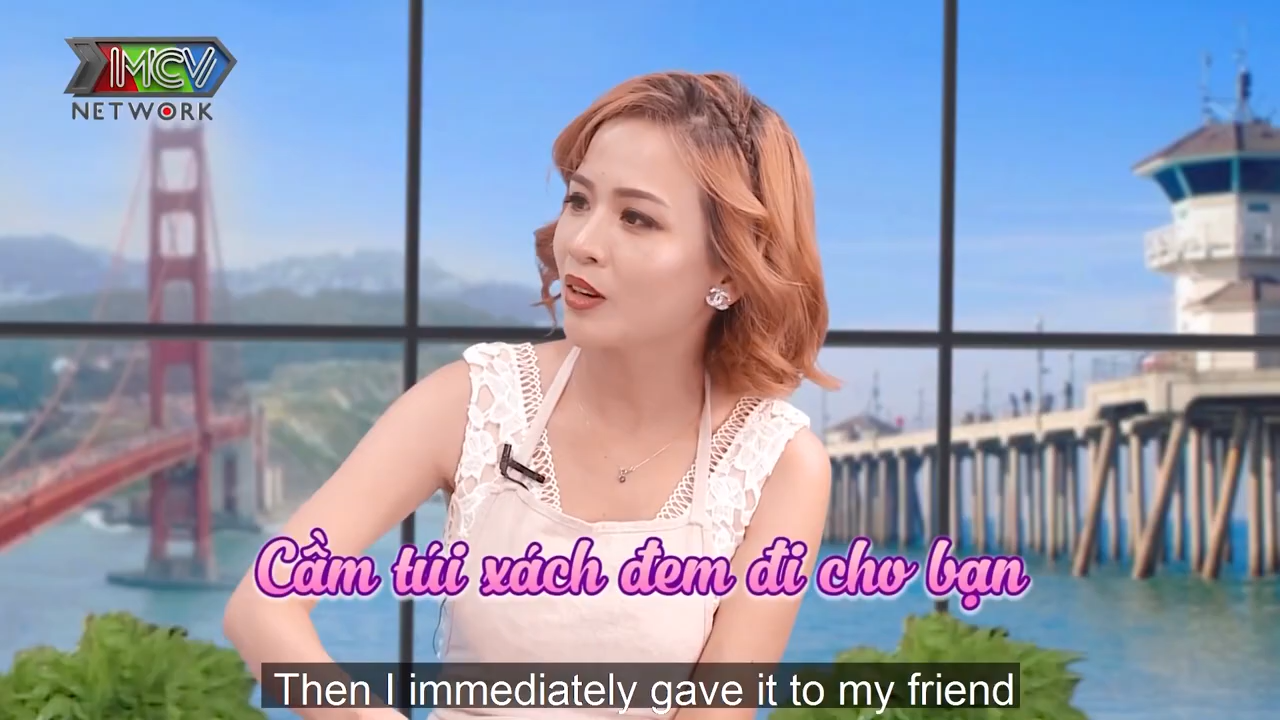 MCV
NETWORK
Cầm túi xách đem đi cho bạn
Then I immediately gave it to my friend